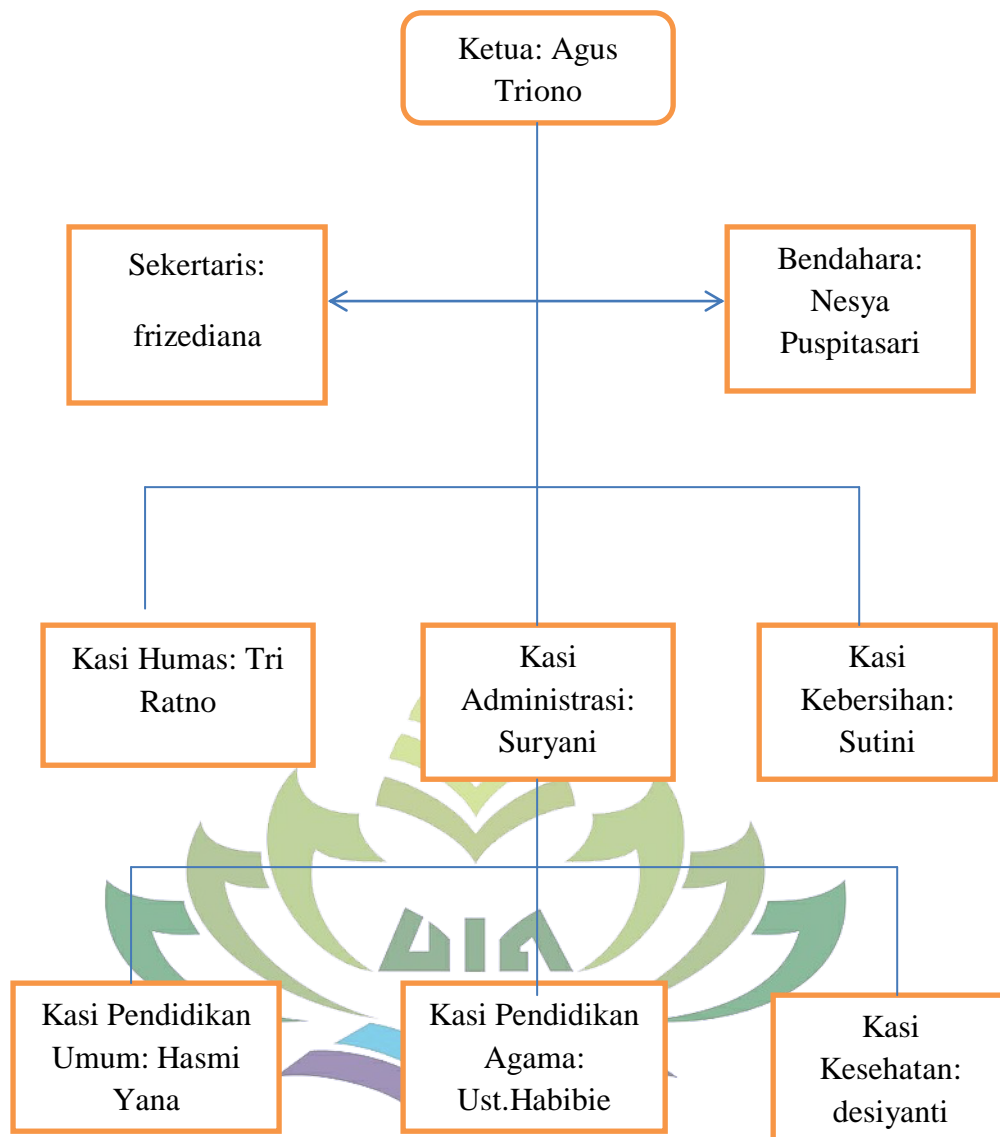 Ketua: Agus
Triono
Sekertaris:
frizediana
Bendahara:
Nesya
Puspitasari
Kasi Humas: Tri
Ratno
Kasi
Administrasi:
Suryani
Kasi
Kebersihan:
Sutini
UIN
Kasi Pendidikan
Umum: Hasmi
Yana
Kasi Pendidikan
Agama:
Ust.Habibie
Kasi
Kesehatan:
desiyanti